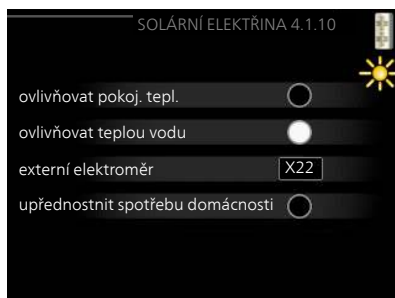 SOLÁRNÍ ELEKTŘINA 4.1.10
ovlivňovat pokoj. tepl.
ovlivňovat teplou vodu
externí elektroměr X22
upřednostnit spotřebu domácnosti